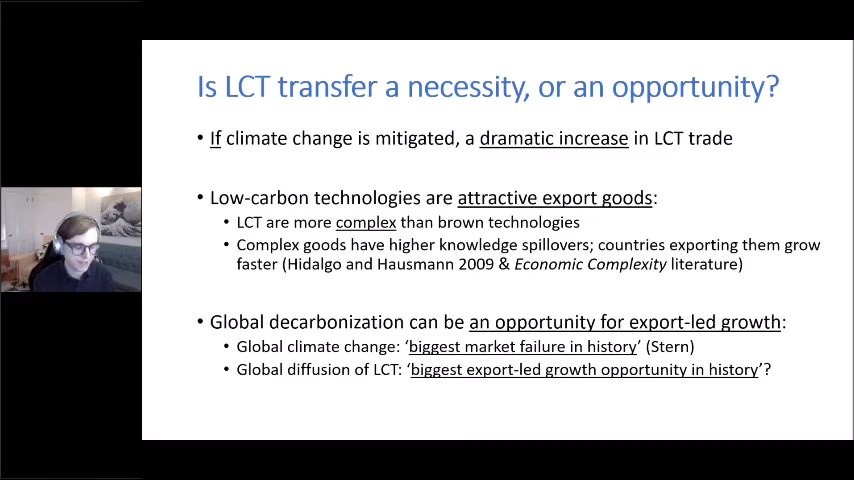 Is LCT transfer a necessity, or an opportunity?
• If climate change is mitigated, a dramatic increase in LCT trade
• Low-carbon technologies are attractive export goods:
• LCT are more complex than brown technologies
• Complex goods have higher knowledge spillovers; countries exporting them grow
faster (Hidalgo and Hausmann 2009 & Economic Complexity literature)
• Global decarbonization can be an opportunity for export-led growth:
• Global climate change: ‘biggest market failure in history’ (Stern)
• Global diffusion of LCT: ‘biggest export-led growth opportunity in history’?